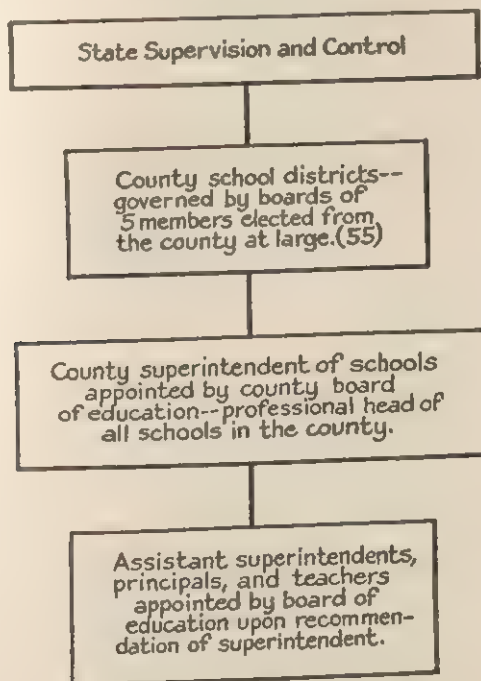 State Supervision and Control
County school districts--
governed by boards of
5 members elected from
the county at large.(55)
County superintendent of schools
appointed by county board
of education--professional head of
all schools in the county.
Assistant superintendents,
principals, and teachers
appointed by board of
education upon recommen-
dation of superintendent.